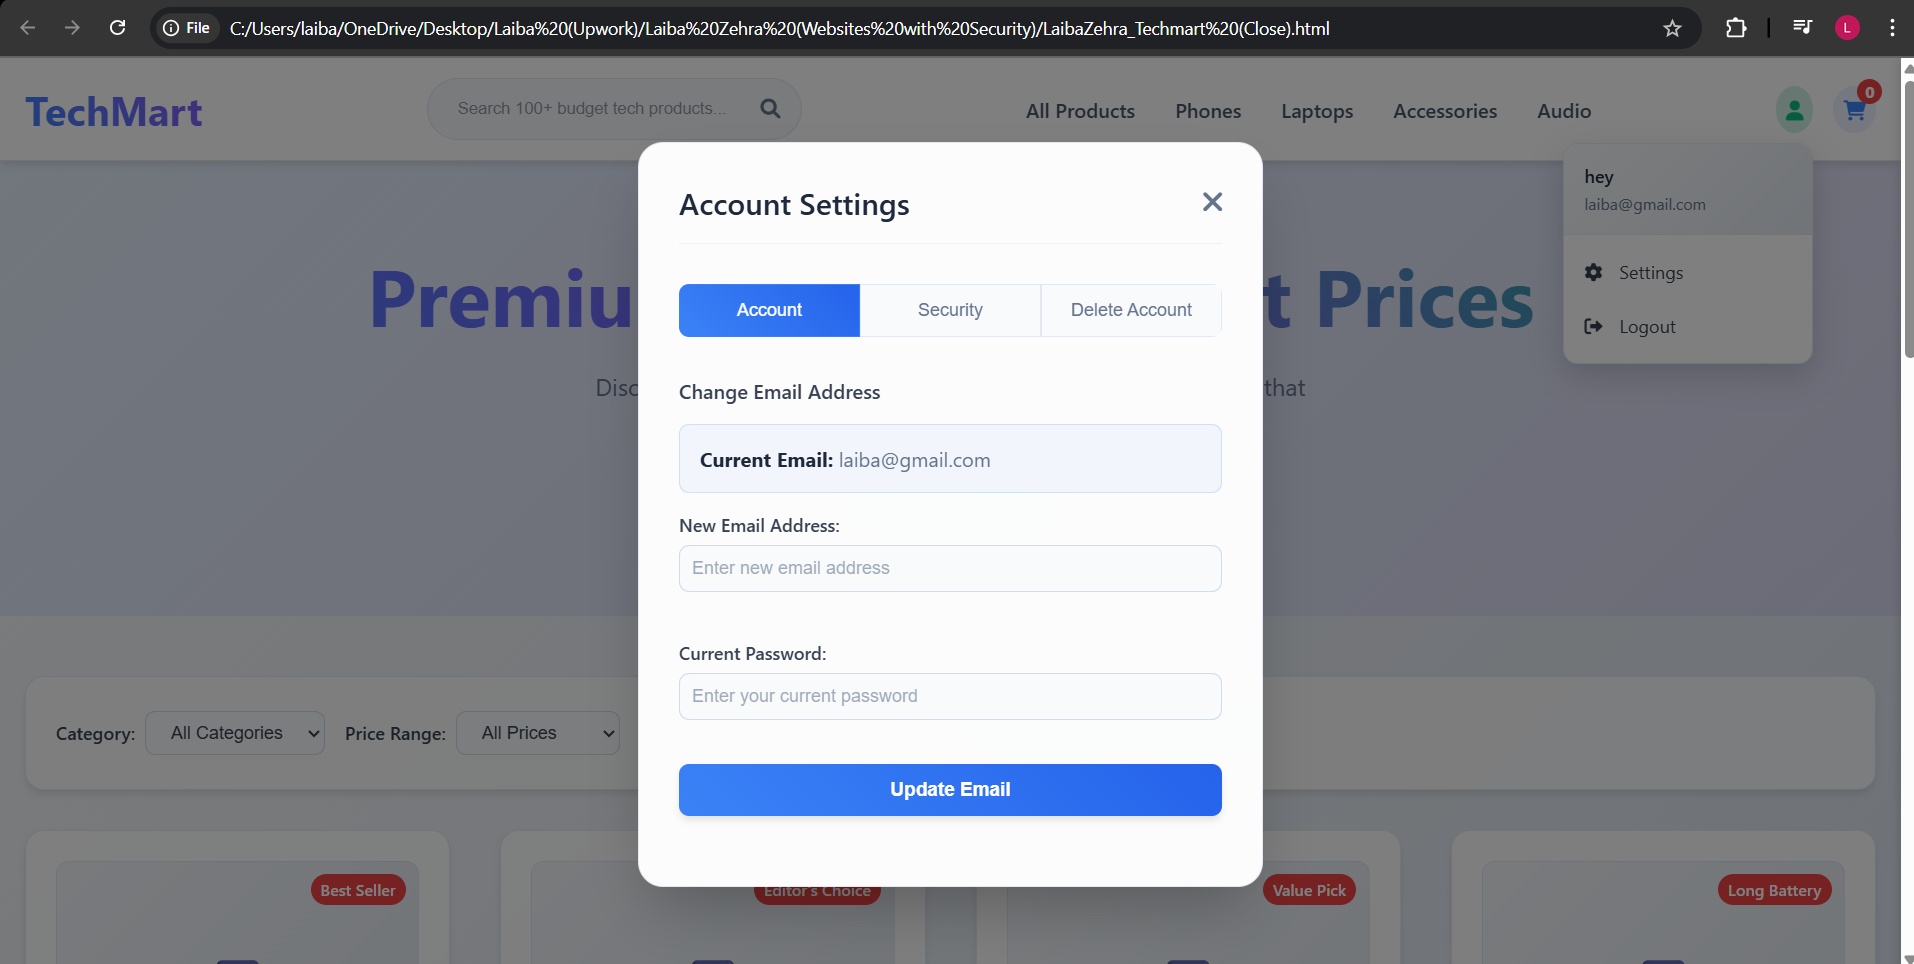 File C:/Users/laiba/OneDrive/Desktop/Laiba%20(Upwork)/Laiba%20Zehra%20(Websites%20with%20Security)/LaibaZehra_Techmart%20(Close).html L
TechMart Search 100+ budget tech products... All Products Phones Laptops Accessories Audio 0
hey
laiba@gmail.com
Settings
Logout
Account Settings
Account Security Delete Account
Premiu t Prices
Disc that
Change Email Address
Current Email: laiba@gmail.com
New Email Address:
Enter new email address
Current Password:
Enter your current password
Category: All Categories Price Range: All Prices
Update Email
Best Seller Editor's Choice Value Pick Long Battery